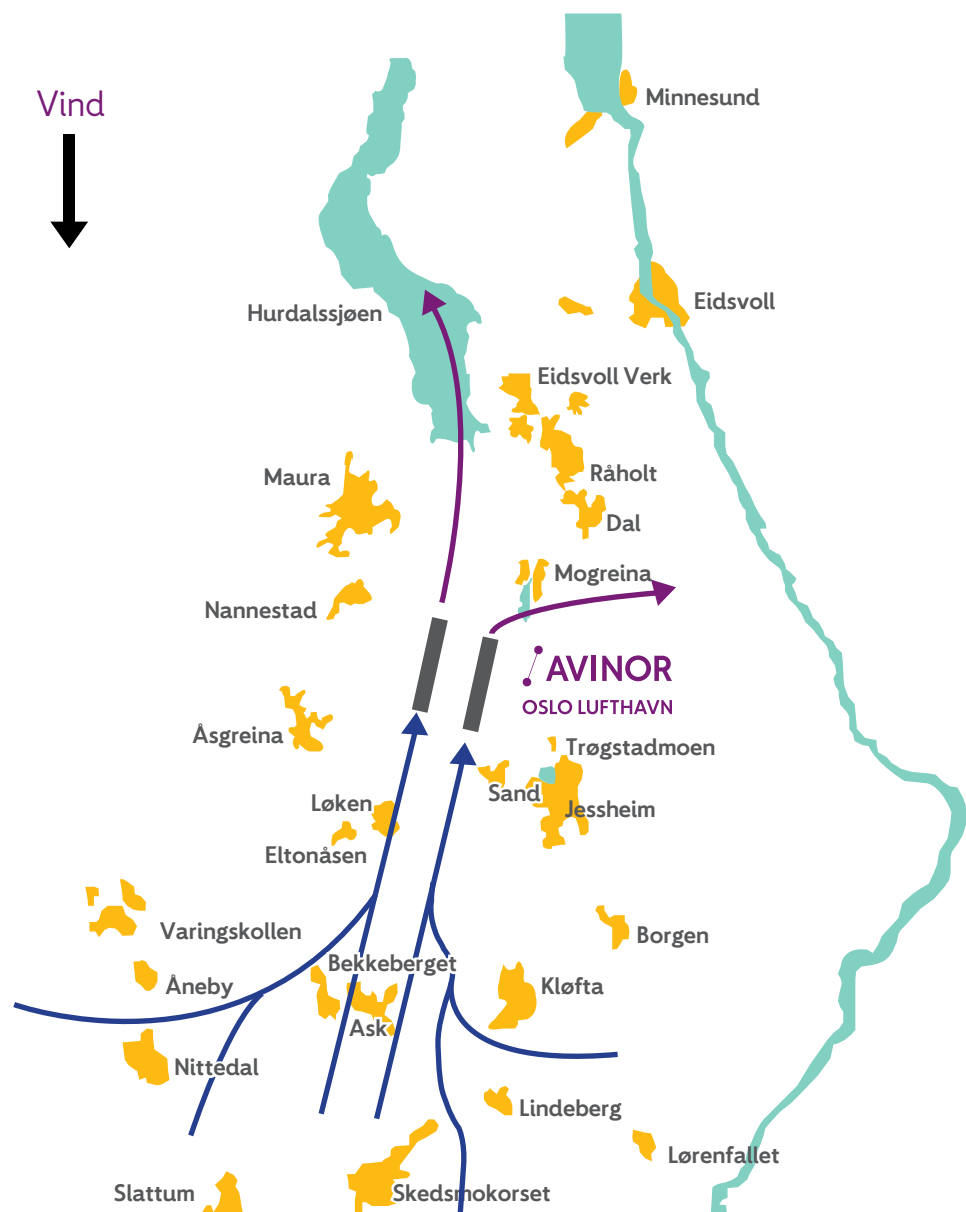 Minnesund
Vind
Eidsvoll
Hurdalssjøen
Eidsvoll Verk
Råholt
Maura
Dal
Mogreina
Nannestad
AVINOR
OSLO LUFTHAVN
Åsgreina
Trøgstadmoen
Sand
Løken
Jessheim
Eltonåsen
Varingskollen
Borgen
Bekkeberget
Åneby
Kløfta
Ask
Nittedal
Lindeberg
Lørenfallet
Slattum
Skedsmokorset